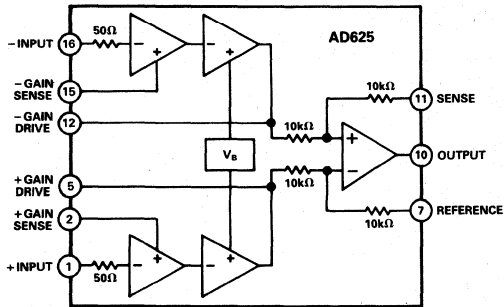 AD625
50Ω
− INPUT 16
− + − +
− GAIN
SENSE 15
− GAIN
DRIVE 12
10kΩ
11 SENSE
10kΩ
+
VB
10 OUTPUT
−
+ GAIN
DRIVE 5
10kΩ
+ GAIN
SENSE 2
7 REFERENCE
10kΩ
+ INPUT 1
− + − +
50Ω